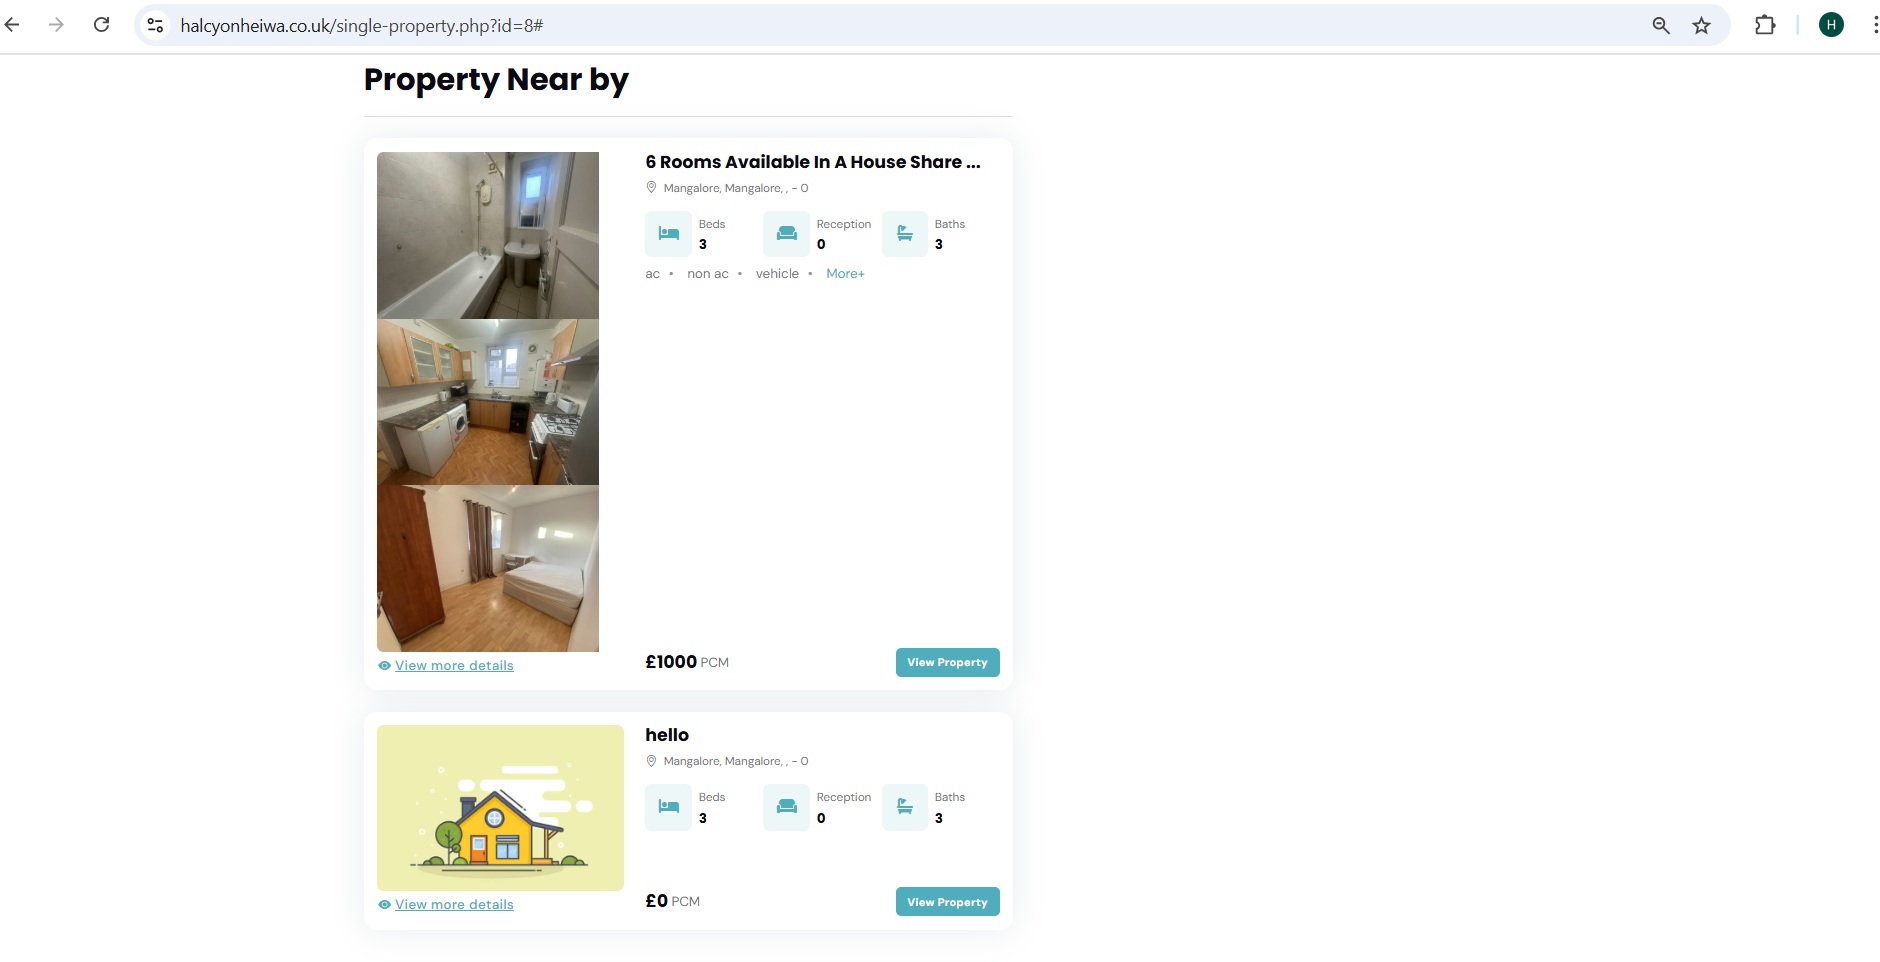 halcyonheiwa.co.uk/single-property.php?id=8#
H
Property Near by
6 Rooms Available In A House Share ...
Mangalore, Mangalore, , - 0
Beds
3
Reception
0
Baths
3
ac • non ac • vehicle • More+
View more details
£1000 PCM
View Property
hello
Mangalore, Mangalore, , - 0
Beds
3
Reception
0
Baths
3
View more details
£0 PCM
View Property